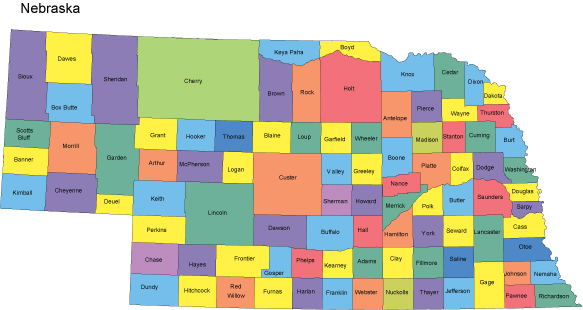 Nebraska
Boyd
Keya Paha
Dawes
Sioux
Sheridan
Cherry
Knox
Cedar
Dixon
Dakota
Brown
Rock
Holt
Box Butte
Pierce
Wayne
Thurston
Antelope
Scotts
Bluff
Morrill
Garden
Grant
Hooker
Thomas
Blaine
Loup
Garfield
Wheeler
Madison
Stanton
Cuming
Burt
Banner
Arthur
McPherson
Logan
Custer
Valley
Greeley
Boone
Platte
Colfax
Dodge
Washington
Kimball
Cheyenne
Deuel
Keith
Lincoln
Sherman
Howard
Nance
Merrick
Polk
Butler
Saunders
Douglas
Sarpy
Perkins
Dawson
Buffalo
Hall
Hamilton
York
Seward
Lancaster
Cass
Otoe
Chase
Hayes
Frontier
Gosper
Phelps
Kearney
Adams
Clay
Fillmore
Saline
Gage
Johnson
Nemaha
Dundy
Hitchcock
Red
Willow
Furnas
Harlan
Franklin
Webster
Nuckolls
Thayer
Jefferson
Pawnee
Richardson